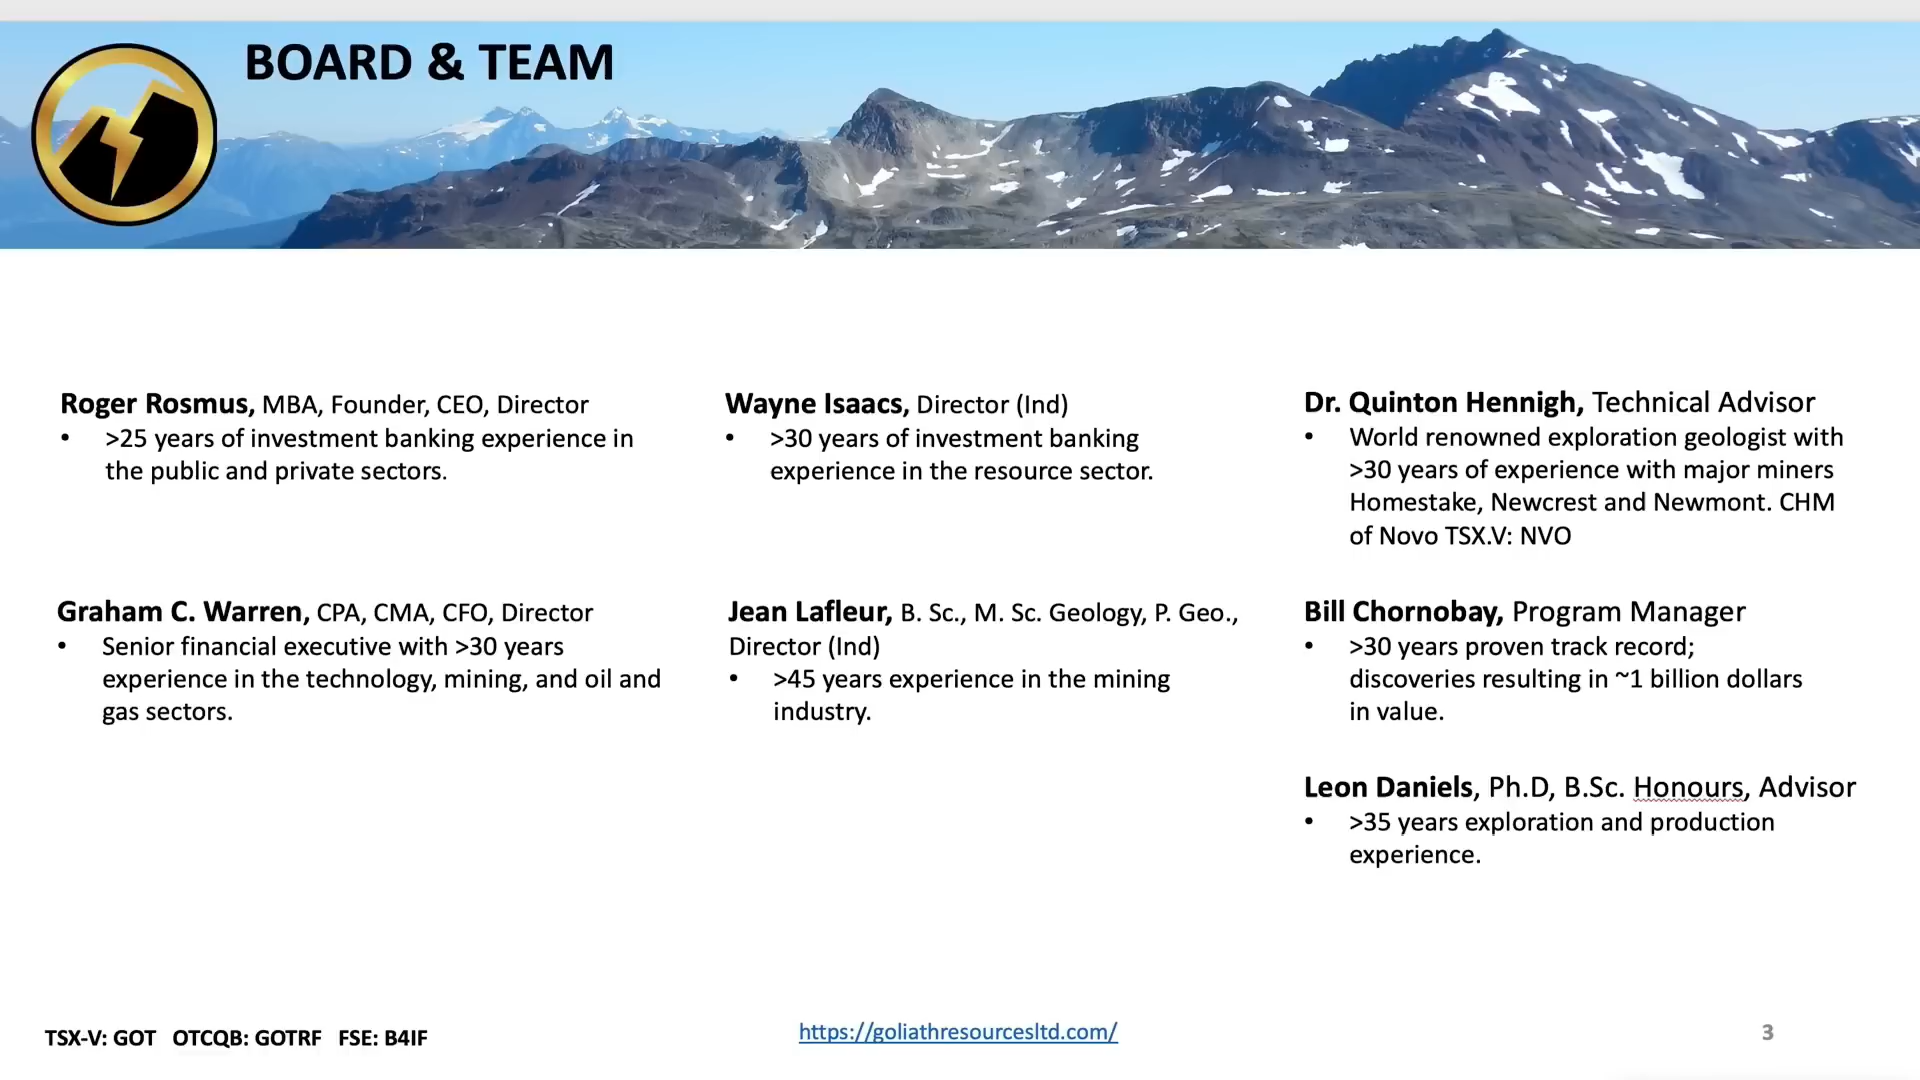 BOARD & TEAM
Roger Rosmus, MBA, Founder, CEO, Director
• >25 years of investment banking experience in
the public and private sectors.
Graham C. Warren, CPA, CMA, CFO, Director
• Senior financial executive with >30 years
experience in the technology, mining, and oil and
gas sectors.
Wayne Isaacs, Director (Ind)
• >30 years of investment banking
experience in the resource sector.
Jean Lafleur, B. Sc., M. Sc. Geology, P. Geo.,
Director (Ind)
• >45 years experience in the mining
industry.
Dr. Quinton Hennigh, Technical Advisor
• World renowned exploration geologist with
>30 years of experience with major miners
Homestake, Newcrest and Newmont. CHM
of Novo TSX.V: NVO
Bill Chornobay, Program Manager
• >30 years proven track record;
discoveries resulting in ~1 billion dollars
in value.
Leon Daniels, Ph.D, B.Sc. Honours, Advisor
• >35 years exploration and production
experience.
TSX-V: GOT OTCQB: GOTRF FSE: B4IF
https://goliathresourcesltd.com/
3